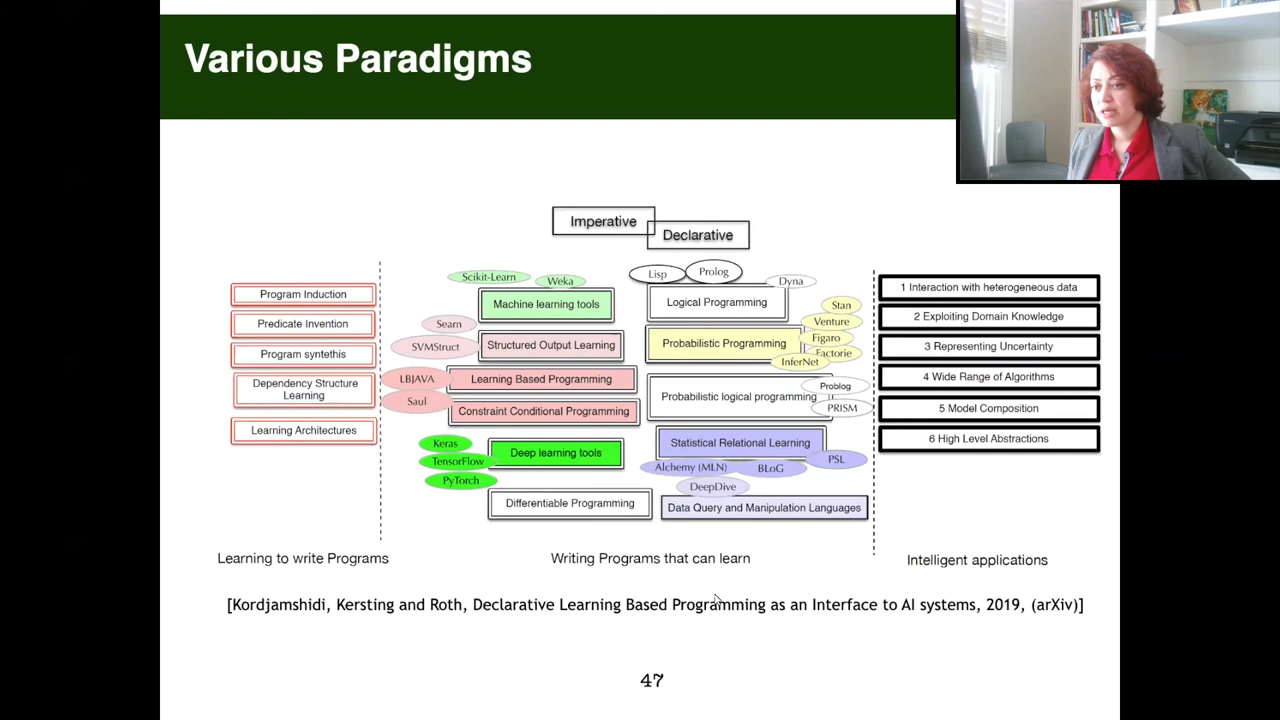 Various Paradigms
Imperative
Declarative
Program Induction
Predicate Invention
Program syntethis
Dependency Structure
Learning
Learning Architectures
Scikit-Learn
Weka
Machine learning tools
Searn
SVMStruct
Structured Output Learning
LBJAVA
Learning Based Programming
Saul
Constraint Conditional Programming
Keras
TensorFlow
PyTorch
Deep learning tools
Differentiable Programming
Lisp
Prolog
Dyna
Logical Programming
Stan
Venture
Figaro
Factorie
InferNet
Probabilistic Programming
Problog
Probabilistic logical programming
PRISM
Statistical Relational Learning
Alchemy (MLN)
BLoG
PSL
DeepDive
Data Query and Manipulation Languages
1 Interaction with heterogeneous data
2 Exploiting Domain Knowledge
3 Representing Uncertainty
4 Wide Range of Algorithms
5 Model Composition
6 High Level Abstractions
Learning to write Programs
Writing Programs that can learn
Intelligent applications
[Kordjamshidi, Kersting and Roth, Declarative Learning Based Programming as an Interface to AI systems, 2019, (arXiv)]
47